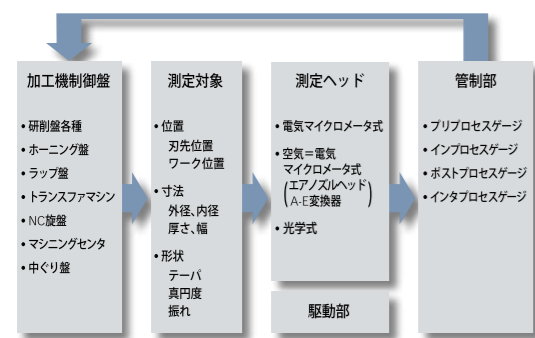 加工機制御盤
• 研削盤各種
• ホーニング盤
• ラップ盤
• トランスファマシン
• NC旋盤
• マシニングセンタ
• 中ぐり盤
測定対象
• 位置
刃先位置
ワーク位置
• 寸法
外径、内径
厚さ、幅
• 形状
テーパ
真円度
振れ
測定ヘッド
• 電気マイクロメータ式
• 空気＝電気
マイクロメータ式
(エアノズルヘッド
A-E変換器)
• 光学式
駆動部
管制部
• プリプロセスゲージ
• インプロセスゲージ
• ポストプロセスゲージ
• インタプロセスゲージ